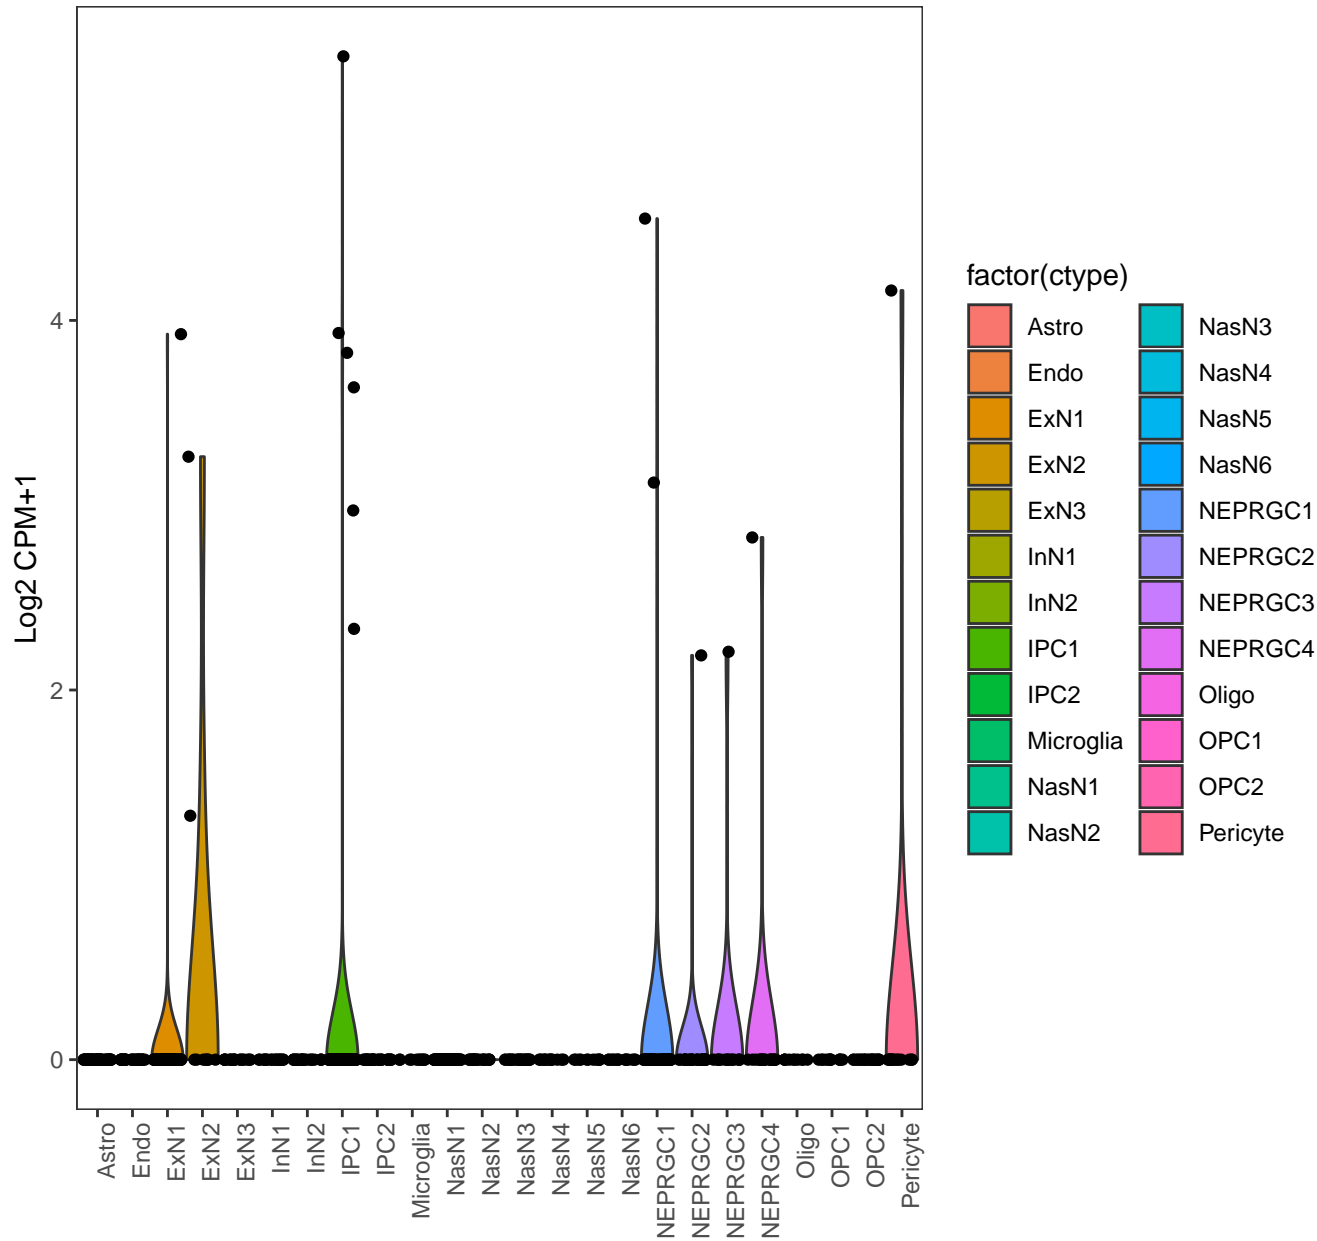 Log2 CPM+1
4
2
0
Astro
Endo
ExN1
ExN2
ExN3
InN1
InN2
IPC1
IPC2
Microglia
NasN1
NasN2
NasN3
NasN4
NasN5
NasN6
NEPRGC1
NEPRGC2
NEPRGC3
NEPRGC4
Oligo
OPC1
OPC2
Pericyte
factor(ctype)
Astro
Endo
ExN1
ExN2
ExN3
InN1
InN2
IPC1
IPC2
Microglia
NasN1
NasN2
NasN3
NasN4
NasN5
NasN6
NEPRGC1
NEPRGC2
NEPRGC3
NEPRGC4
Oligo
OPC1
OPC2
Pericyte